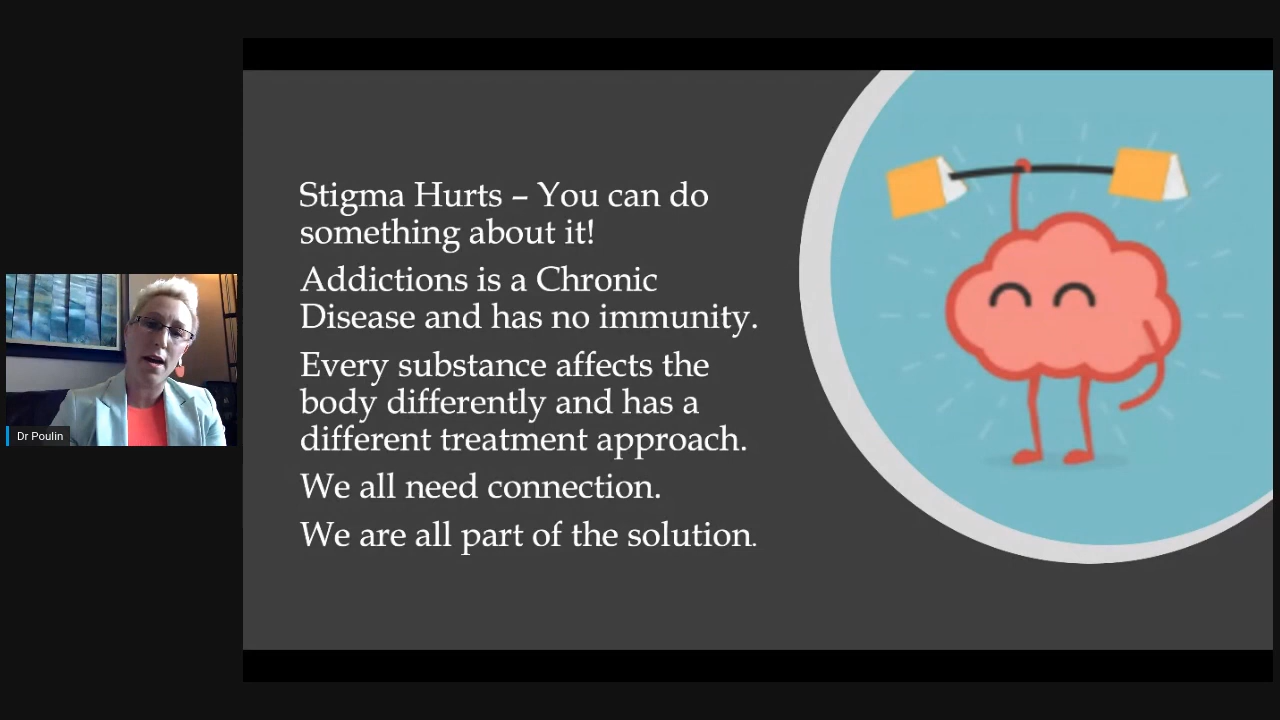 Stigma Hurts – You can do
something about it!
Addictions is a Chronic
Disease and has no immunity.
Every substance affects the
body differently and has a
different treatment approach.
We all need connection.
We are all part of the solution.
Dr Poulin